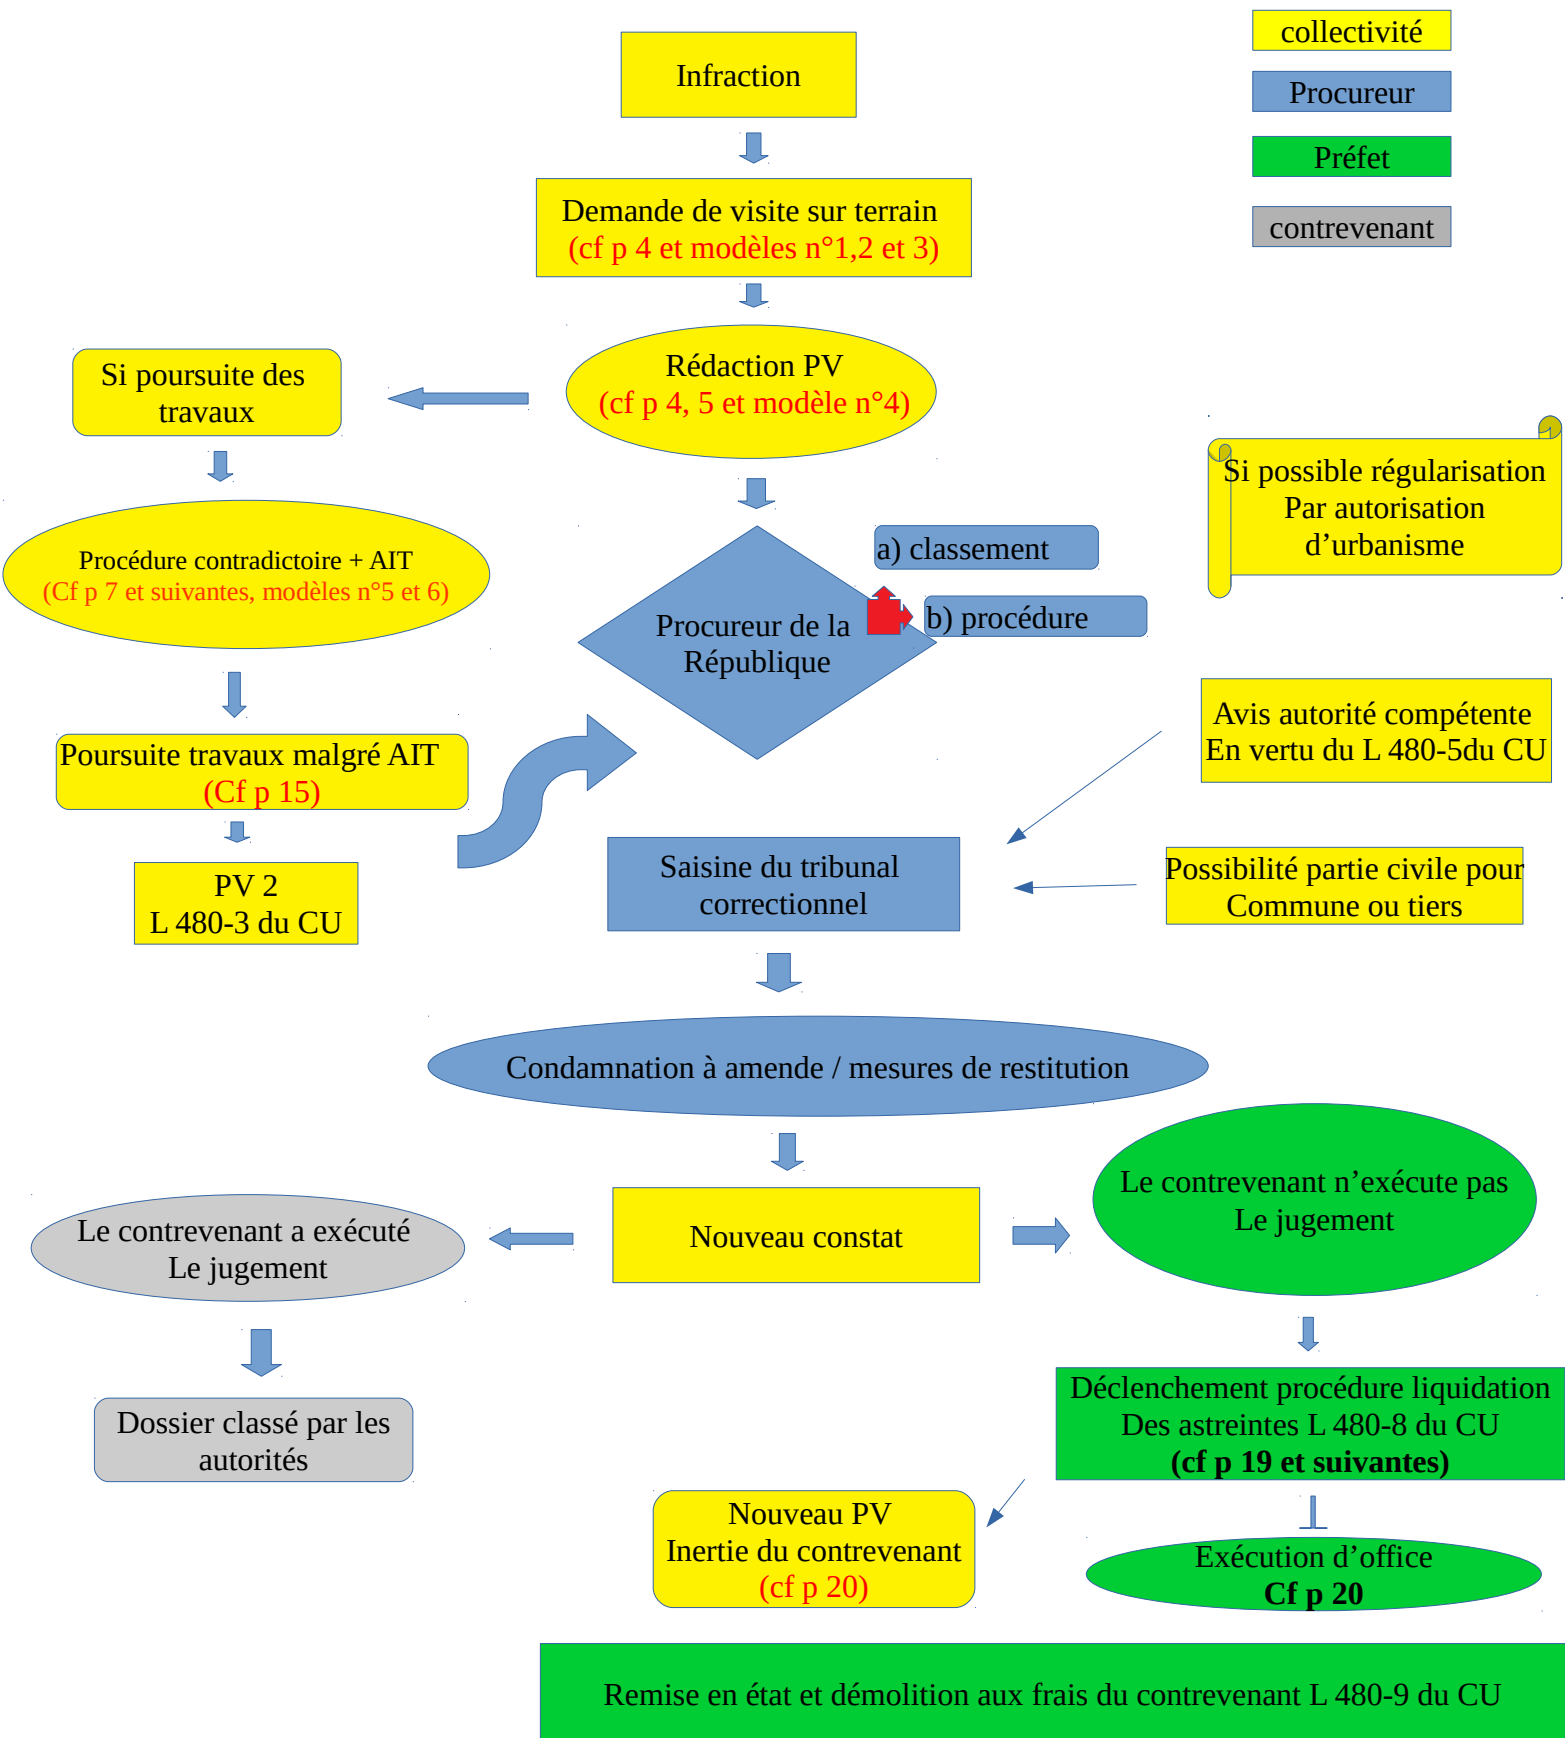 collectivité
Procureur
Préfet
contrevenant
Infraction
Demande de visite sur terrain
(cf p 4 et modèles n°1,2 et 3)
Rédaction PV
(cf p 4, 5 et modèle n°4)
Si poursuite des
travaux
Procédure contradictoire + AIT
(Cf p 7 et suivantes, modèles n°5 et 6)
Poursuite travaux malgré AIT
(Cf p 15)
PV 2
L 480-3 du CU
Procureur de la
République
a) classement
b) procédure
Si possible régularisation
Par autorisation
d’urbanisme
Avis autorité compétente
En vertu du L 480-5du CU
Possibilité partie civile pour
Commune ou tiers
Saisine du tribunal
correctionnel
Condamnation à amende / mesures de restitution
Nouveau constat
Le contrevenant a exécuté
Le jugement
Dossier classé par les
autorités
Le contrevenant n’exécute pas
Le jugement
Déclenchement procédure liquidation
Des astreintes L 480-8 du CU
(cf p 19 et suivantes)
Nouveau PV
Inertie du contrevenant
(cf p 20)
Exécution d’office
Cf p 20
Remise en état et démolition aux frais du contrevenant L 480-9 du CU